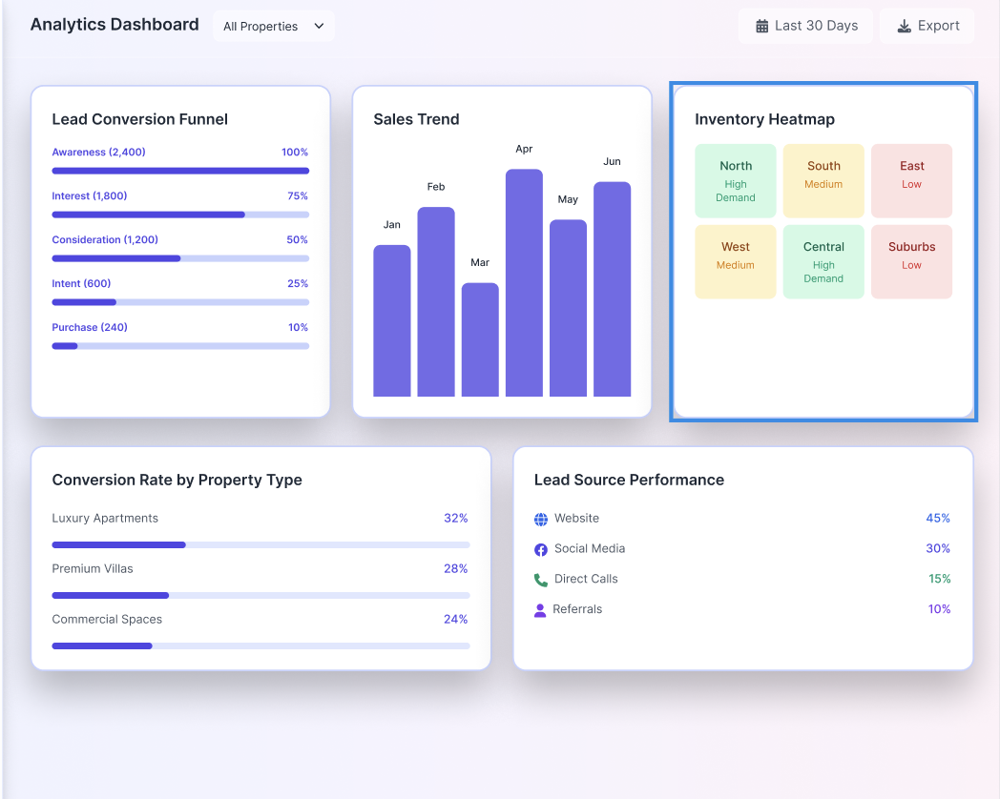 Analytics Dashboard
All Properties
Last 30 Days
Export
Lead Conversion Funnel
Awareness (2,400) 100%
Interest (1,800) 75%
Consideration (1,200) 50%
Intent (600) 25%
Purchase (240) 10%
Sales Trend
Jan
Feb
Mar
Apr
May
Jun
Inventory Heatmap
North
High
Demand
South
Medium
East
Low
West
Medium
Central
High
Demand
Suburbs
Low
Conversion Rate by Property Type
Luxury Apartments 32%
Premium Villas 28%
Commercial Spaces 24%
Lead Source Performance
Website 45%
Social Media 30%
Direct Calls 15%
Referrals 10%